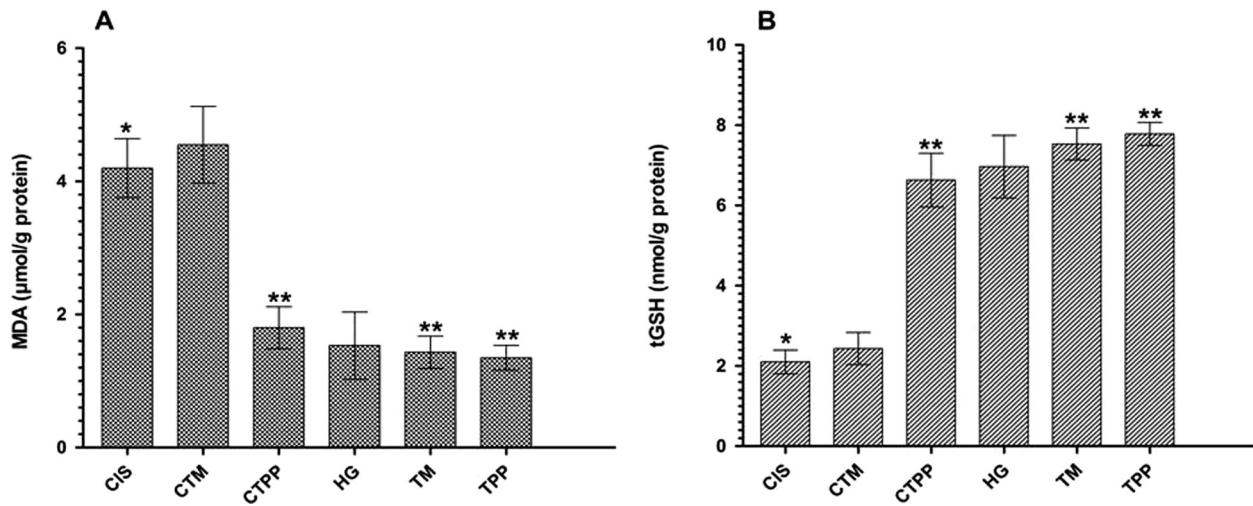 A
MDA (µmol/g protein)
6
4
2
0
*
**
**
**
CIS
CTM
CTPP
HG
TM
TPP
B
tGSH (nmol/g protein)
10
8
6
4
2
0
*
**
**
**
CIS
CTM
CTPP
HG
TM
TPP